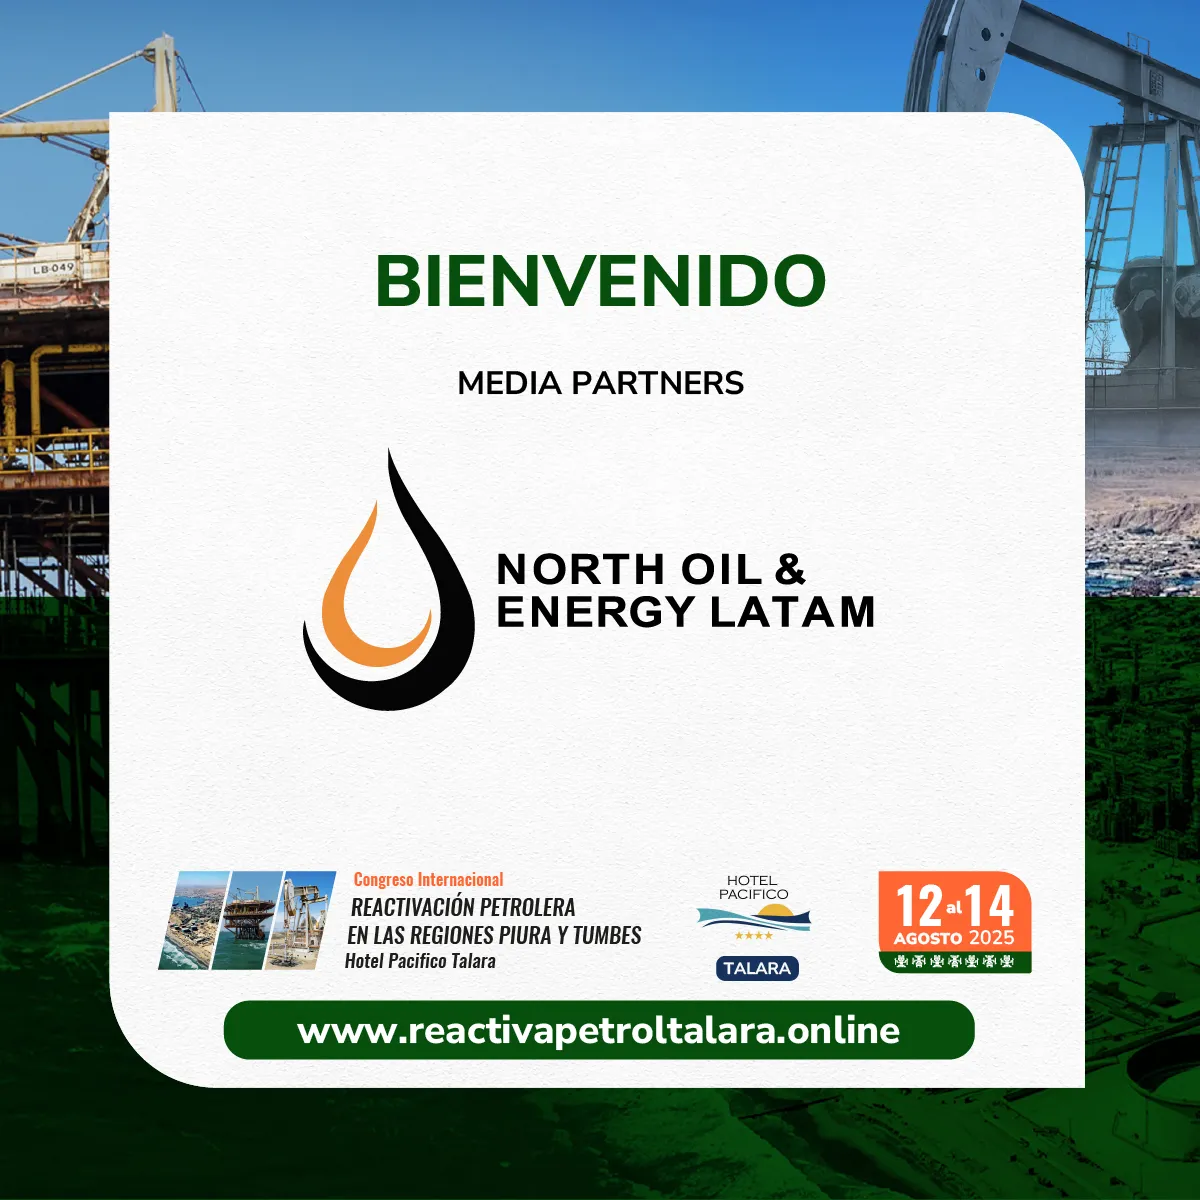 LB-049
BIENVENIDO
MEDIA PARTNERS
NORTH OIL &
ENERGY LATAM
Congreso Internacional
REACTIVACIÓN PETROLERA
EN LAS REGIONES PIURA Y TUMBES
Hotel Pacifico Talara
HOTEL
PACIFICO
TALARA
12 al 14
AGOSTO 2025
www.reactivapetroltalara.online